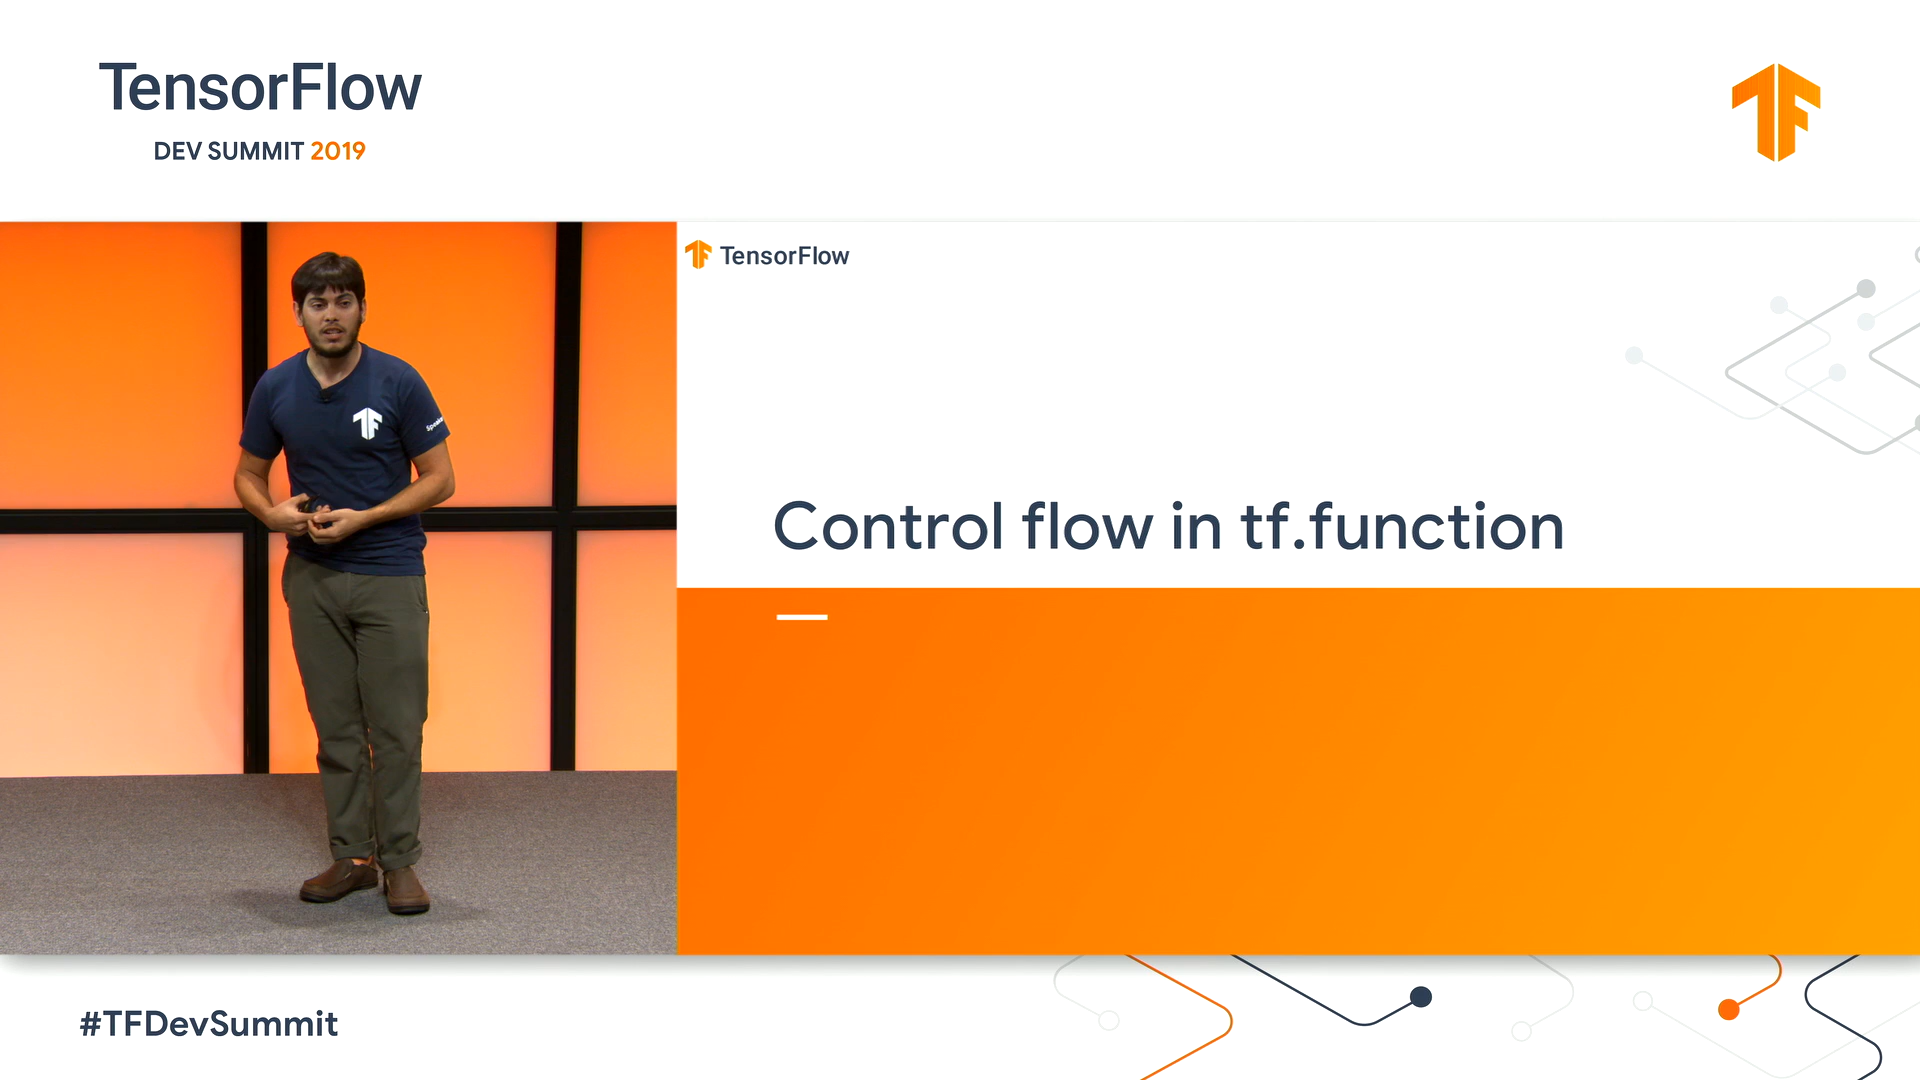 TensorFlow
DEV SUMMIT 2019
TensorFlow
Control flow in tf.function
#TFDevSummit